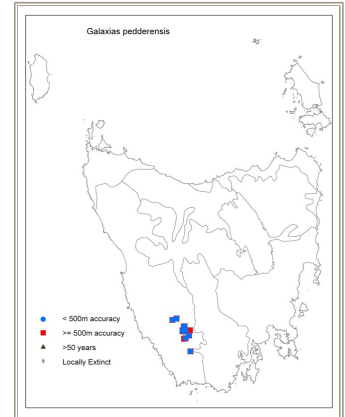 Galaxias pedderensis
< 500m accuracy
>= 500m accuracy
>50 years
Locally Extinct